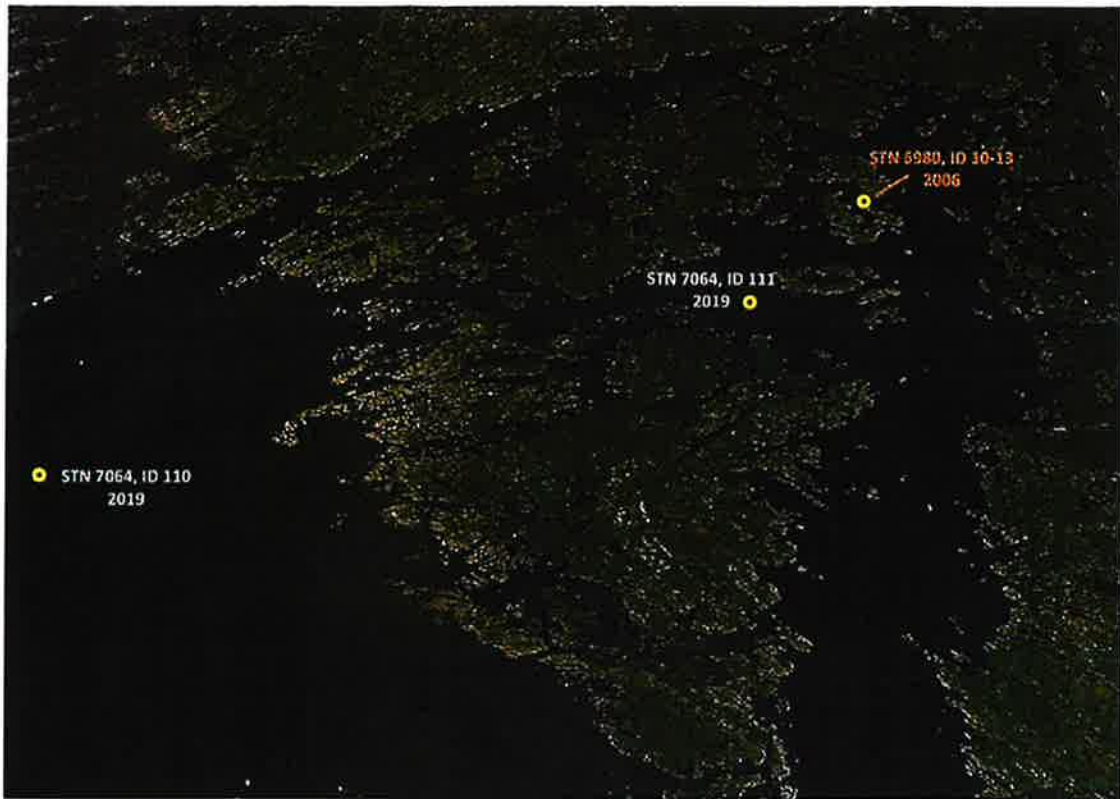 STN 6980, ID 10-13
2006
STN 7064, ID 111
2019
STN 7064, ID 110
2019